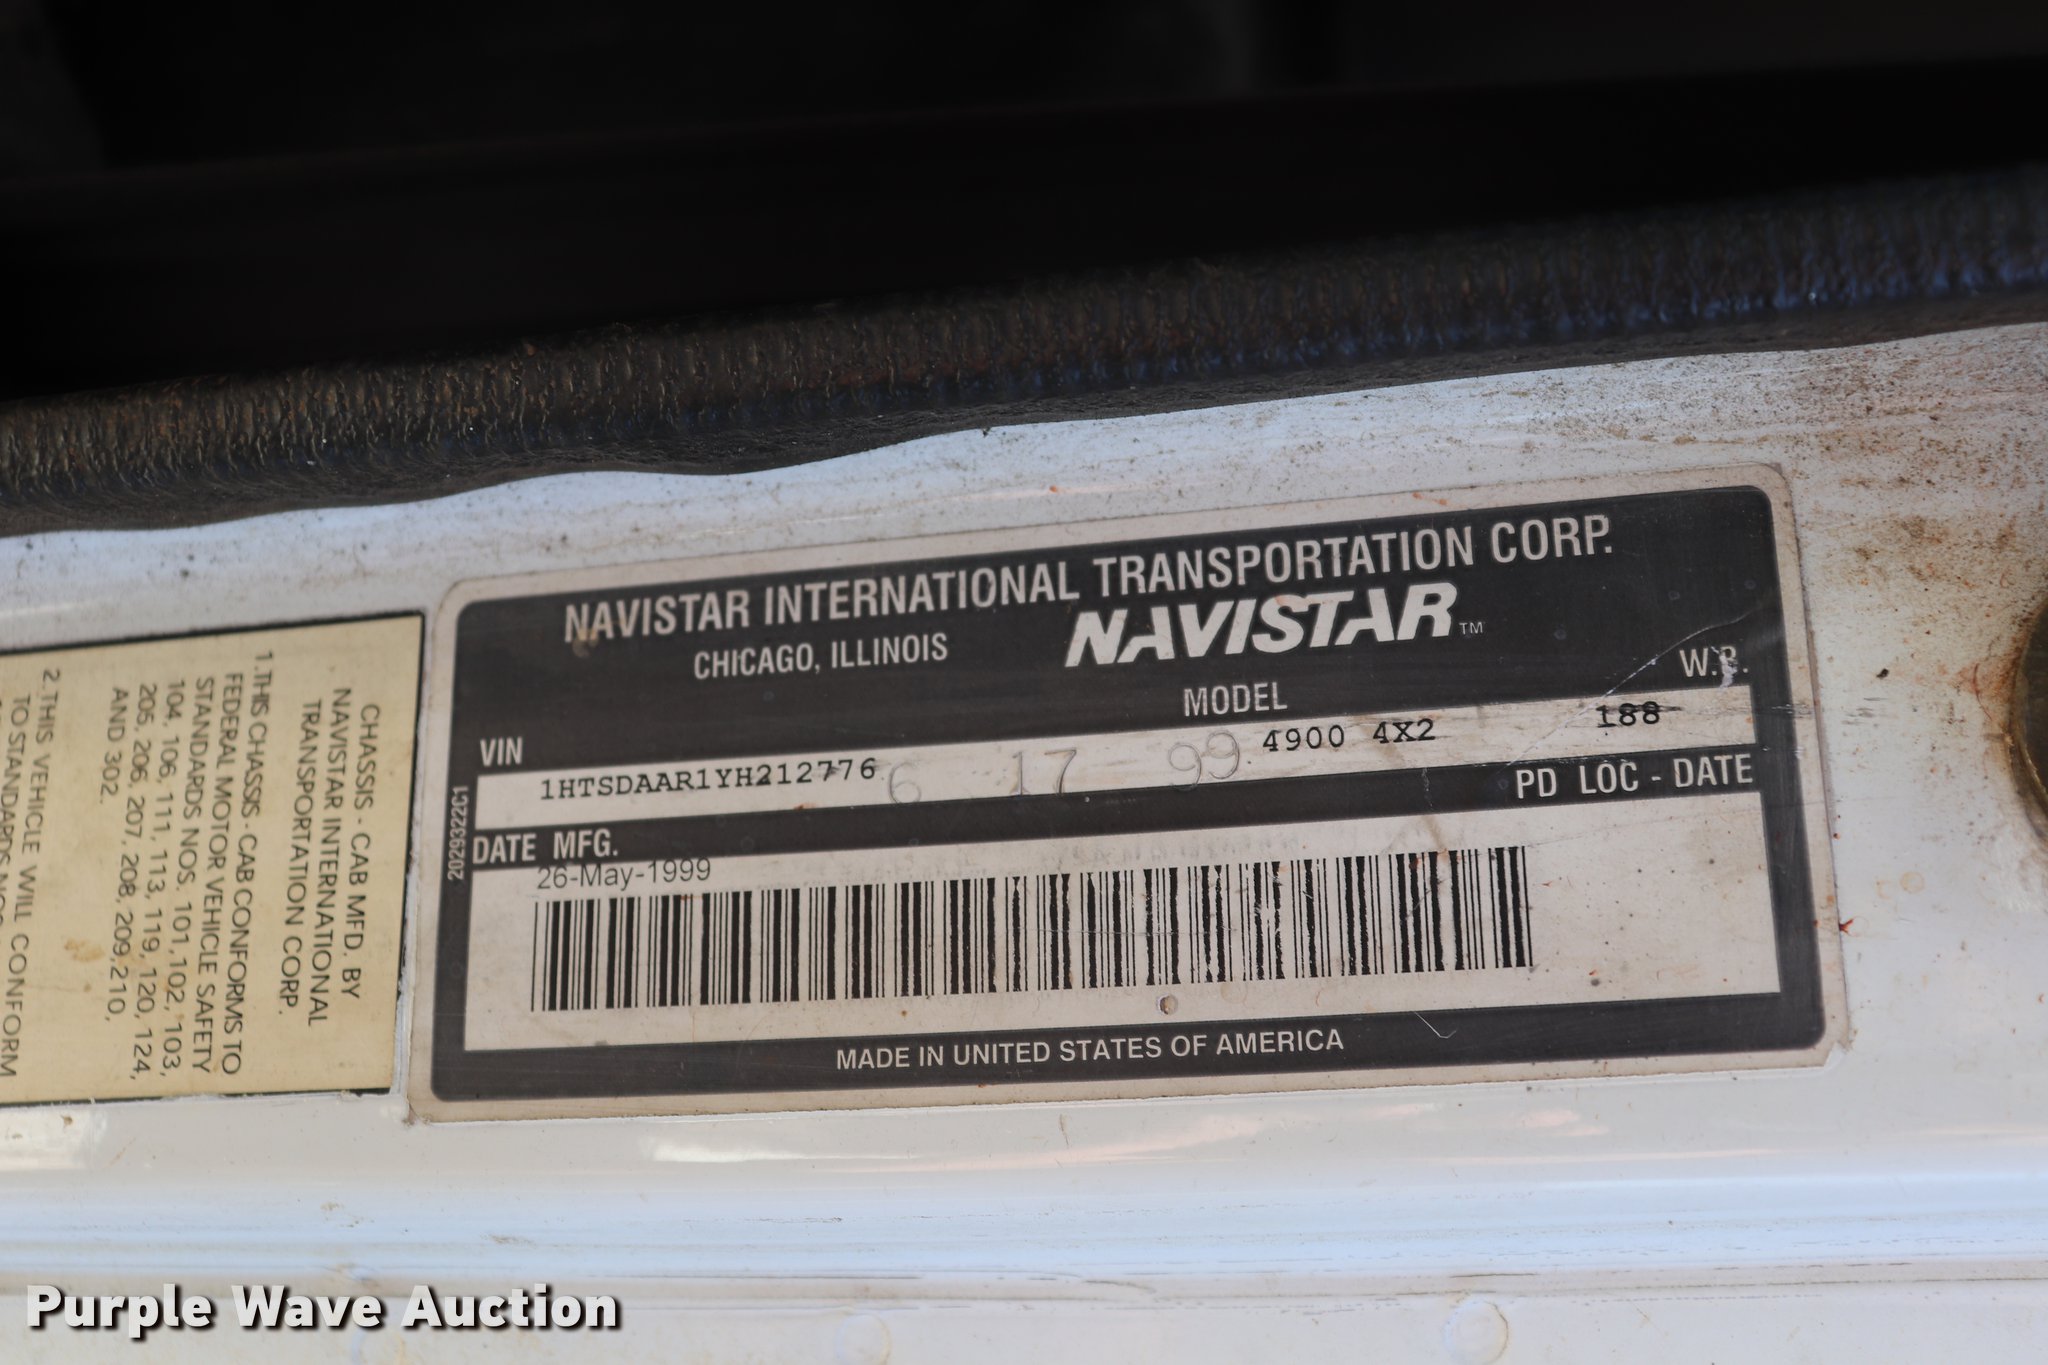 NAVISTAR INTERNATIONAL TRANSPORTATION CORP.
CHICAGO, ILLINOIS
NAVISTAR™
VIN
MODEL
W.B.
1HTSDAAR1YH212776
6 17 99
4900 4X2
188
DATE MFG.
PD LOC - DATE
26-May-1999
2029322C1
MADE IN UNITED STATES OF AMERICA
CHASSIS - CAB MFD. BY
NAVISTAR INTERNATIONAL
TRANSPORTATION CORP.
1. THIS CHASSIS - CAB CONFORMS TO
FEDERAL MOTOR VEHICLE SAFETY
STANDARDS NOS. 101, 102, 103,
104, 106, 111, 113, 119, 120, 124,
205, 206, 207, 208, 209, 210,
AND 302.
2. THIS VEHICLE WILL CONFORM
TO STANDARDS NOS.
Purple Wave Auction